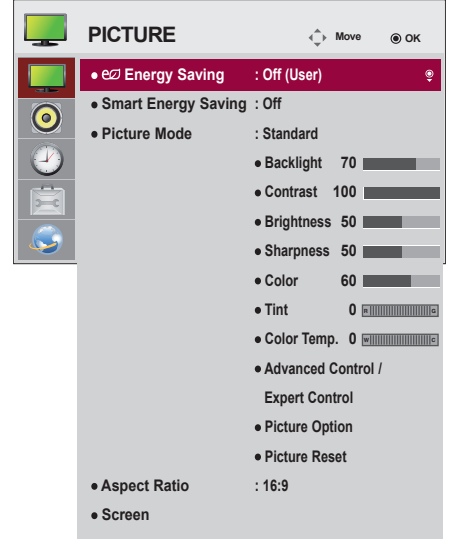 PICTURE Move OK
• eco Energy Saving : Off (User)
• Smart Energy Saving : Off
• Picture Mode : Standard
• Backlight 70
• Contrast 100
• Brightness 50
• Sharpness 50
• Color 60
• Tint 0 R G
• Color Temp. 0 W C
• Advanced Control /
Expert Control
• Picture Option
• Picture Reset
• Aspect Ratio : 16:9
• Screen